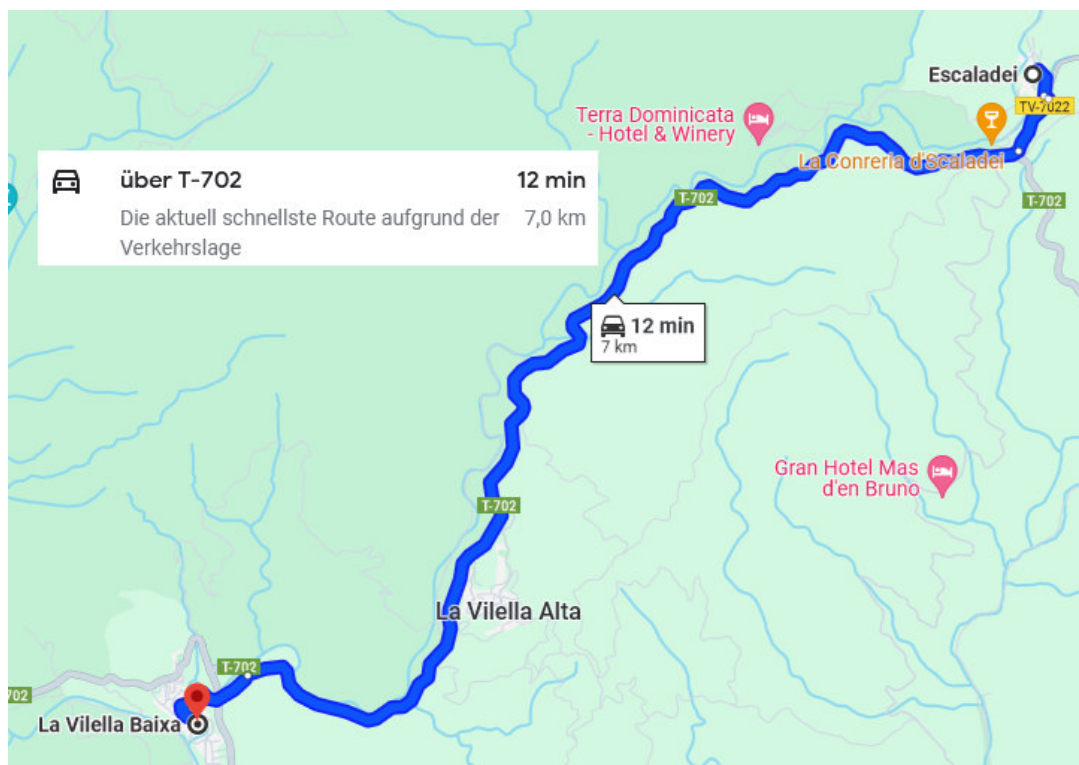 Escaladei
TV-7022
Terra Dominicata
- Hotel & Winery
La Conreria d'Scaladei
über T-702 12 min
Die aktuell schnellste Route aufgrund der 7,0 km
Verkehrslage
T-702
T-702
12 min
7 km
Gran Hotel Mas
d'en Bruno
T-702
La Vilella Alta
T-702
702
La Vilella Baixa